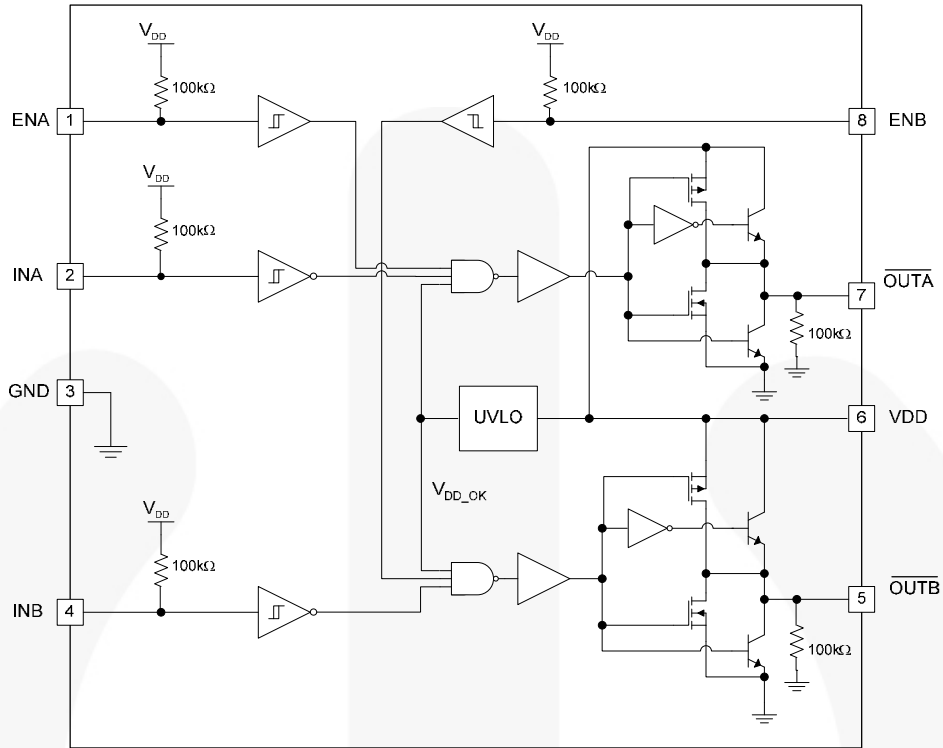 V_DD
V_DD
100kΩ
100kΩ
ENA 1
8 ENB
V_DD
100kΩ
INA 2
7 OUTA
100kΩ
GND 3
UVLO
6 VDD
V_DD_OK
V_DD
100kΩ
INB 4
5 OUTB
100kΩ